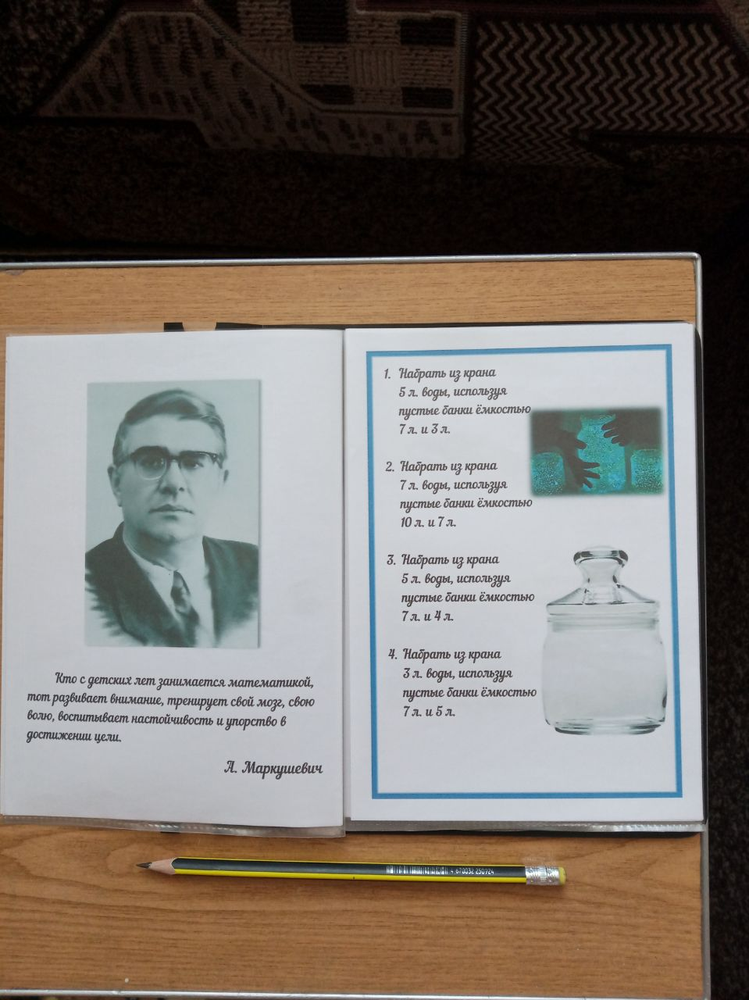 Кто с детских лет занимается математикой,
тот развивает внимание, тренирует свой мозг, свою
волю, воспитывает настойчивость и упорство в
достижении цели.
А. Маркушевич
1. Набрать из крана
5 л. воды, используя
пустые банки ёмкостью
7 л. и 3 л.
2. Набрать из крана
7 л. воды, используя
пустые банки ёмкостью
10 л. и 7 л.
3. Набрать из крана
5 л. воды, используя
пустые банки ёмкостью
7 л. и 4 л.
4. Набрать из крана
3 л. воды, используя
пустые банки ёмкостью
7 л. и 5 л.
4 670032 250724